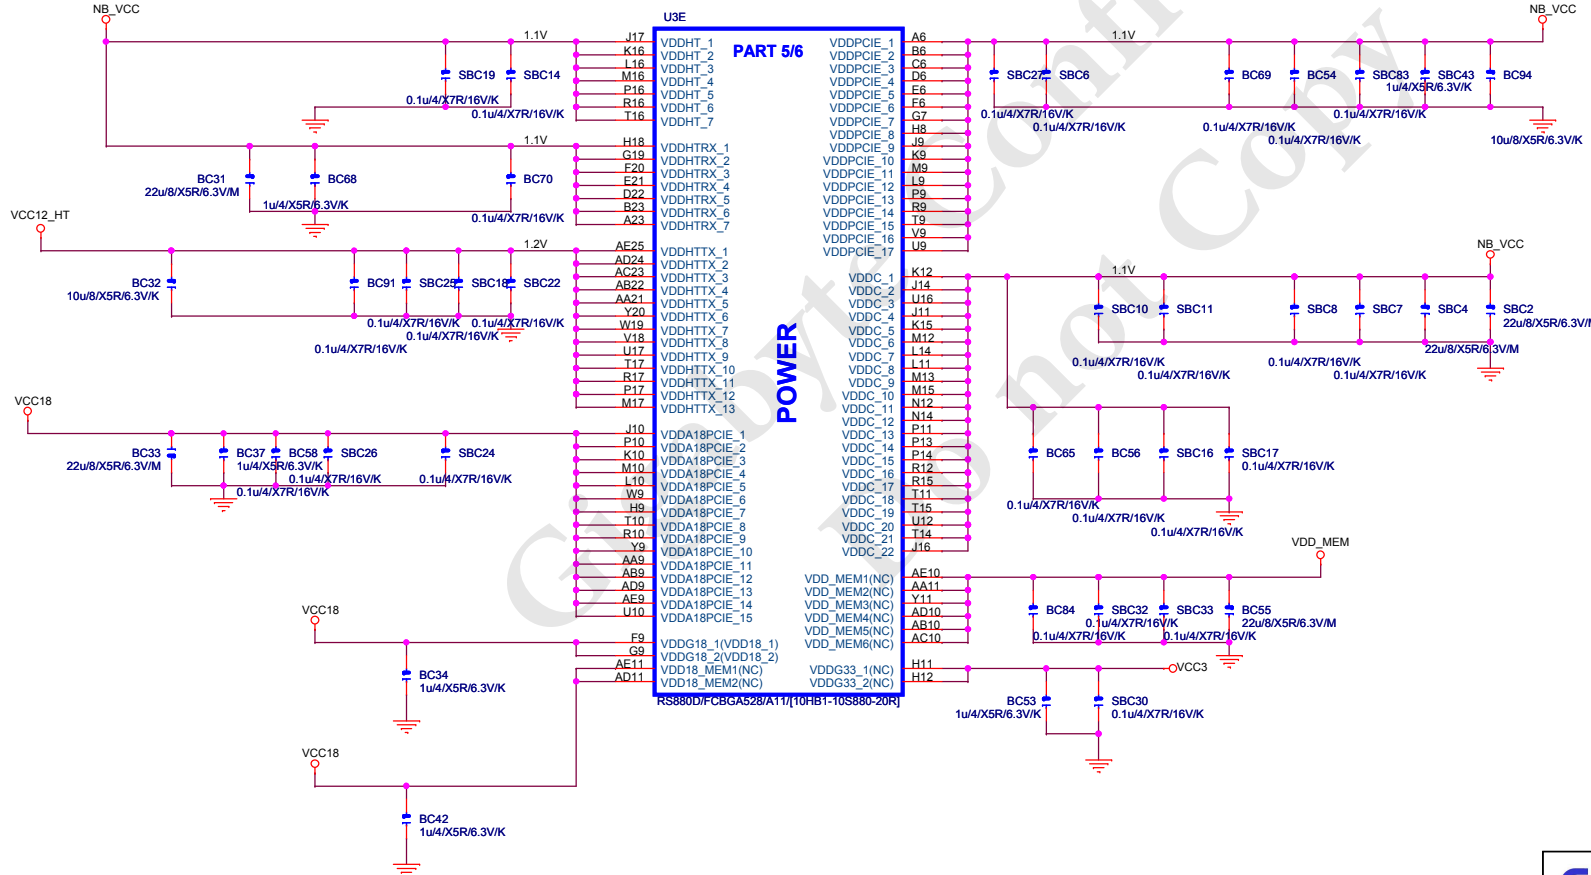 NB_VCC
U3E
NB_VCC
PART 5/6
POWER
1.1V
J17 VDDHT_1
K16 VDDHT_2
L16 VDDHT_3
M16 VDDHT_4
P16 VDDHT_5
R16 VDDHT_6
T16 VDDHT_7
SBC19
SBC14
0.1u/4/X7R/16V/K
0.1u/4/X7R/16V/K
1.1V
H18 VDDHTRX_1
G19 VDDHTRX_2
F20 VDDHTRX_3
E21 VDDHTRX_4
D22 VDDHTRX_5
B23 VDDHTRX_6
A23 VDDHTRX_7
BC31
22u/8/X5R/6.3V/M
BC68
1u/4/X5R/6.3V/K
BC70
0.1u/4/X7R/16V/K
VCC12_HT
1.2V
AE25 VDDHTTX_1
AD24 VDDHTTX_2
AC23 VDDHTTX_3
AB22 VDDHTTX_4
AA21 VDDHTTX_5
Y20 VDDHTTX_6
W19 VDDHTTX_7
V18 VDDHTTX_8
U17 VDDHTTX_9
T17 VDDHTTX_10
R17 VDDHTTX_11
P17 VDDHTTX_12
M17 VDDHTTX_13
BC32
10u/8/X5R/6.3V/K
BC91
SBC25
SBC18
SBC22
0.1u/4/X7R/16V/K
0.1u/4/X7R/16V/K
0.1u/4/X7R/16V/K
0.1u/4/X7R/16V/K
VCC18
J10 VDDA18PCIE_1
P10 VDDA18PCIE_2
K10 VDDA18PCIE_3
M10 VDDA18PCIE_4
L10 VDDA18PCIE_5
W9 VDDA18PCIE_6
H9 VDDA18PCIE_7
T10 VDDA18PCIE_8
R10 VDDA18PCIE_9
Y9 VDDA18PCIE_10
AA9 VDDA18PCIE_11
AB9 VDDA18PCIE_12
AD9 VDDA18PCIE_13
AE9 VDDA18PCIE_14
U10 VDDA18PCIE_15
BC33
22u/8/X5R/6.3V/M
BC37
1u/4/X5R/6.3V/K
BC58
SBC26
0.1u/4/X7R/16V/K
0.1u/4/X7R/16V/K
SBC24
0.1u/4/X7R/16V/K
VCC18
F9 VDDG18_1(VDD18_1)
G9 VDDG18_2(VDD18_2)
AE11 VDD18_MEM1(NC)
AD11 VDD18_MEM2(NC)
BC34
1u/4/X5R/6.3V/K
VCC18
BC42
1u/4/X5R/6.3V/K
1.1V
VDDPCIE_1 A6
VDDPCIE_2 B6
VDDPCIE_3 C6
VDDPCIE_4 D6
VDDPCIE_5 E6
VDDPCIE_6 F6
VDDPCIE_7 G7
VDDPCIE_8 H8
VDDPCIE_9 J9
VDDPCIE_10 K9
VDDPCIE_11 M9
VDDPCIE_12 L9
VDDPCIE_13 P9
VDDPCIE_14 R9
VDDPCIE_15 T9
VDDPCIE_16 V9
VDDPCIE_17 U9
SBC27
SBC6
BC69
BC54
SBC83
SBC43
BC94
1u/4/X5R/6.3V/K
0.1u/4/X7R/16V/K
0.1u/4/X7R/16V/K
0.1u/4/X7R/16V/K
0.1u/4/X7R/16V/K
0.1u/4/X7R/16V/K
10u/8/X5R/6.3V/K
NB_VCC
1.1V
VDDC_1 K12
VDDC_2 J14
VDDC_3 U16
VDDC_4 J11
VDDC_5 K15
VDDC_6 M12
VDDC_7 L14
VDDC_8 L11
VDDC_9 M13
VDDC_10 M15
VDDC_11 N12
VDDC_12 N14
VDDC_13 P11
VDDC_14 P13
VDDC_15 P14
VDDC_16 R12
VDDC_17 R15
VDDC_18 T11
VDDC_19 T15
VDDC_20 U12
VDDC_21 T14
VDDC_22 J16
SBC10
SBC11
SBC8
SBC7
SBC4
SBC2
22u/8/X5R/6.3V/M
22u/8/X5R/6.3V/M
0.1u/4/X7R/16V/K
0.1u/4/X7R/16V/K
0.1u/4/X7R/16V/K
0.1u/4/X7R/16V/K
BC65
BC56
SBC16
SBC17
0.1u/4/X7R/16V/K
0.1u/4/X7R/16V/K
0.1u/4/X7R/16V/K
0.1u/4/X7R/16V/K
VDD_MEM
VDD_MEM1(NC) AE10
VDD_MEM2(NC) AA11
VDD_MEM3(NC) Y11
VDD_MEM4(NC) AD10
VDD_MEM5(NC) AB10
VDD_MEM6(NC) AC10
BC84
SBC32
SBC33
BC55
0.1u/4/X7R/16V/K
22u/8/X5R/6.3V/M
0.1u/4/X7R/16V/K
0.1u/4/X7R/16V/K
VDDG33_1(NC) H11
VDDG33_2(NC) H12
VCC3
BC53
1u/4/X5R/6.3V/K
SBC30
0.1u/4/X7R/16V/K
RS880D/FCBGA528/A11/[10HB1-10S880-20R]
Do not Copy